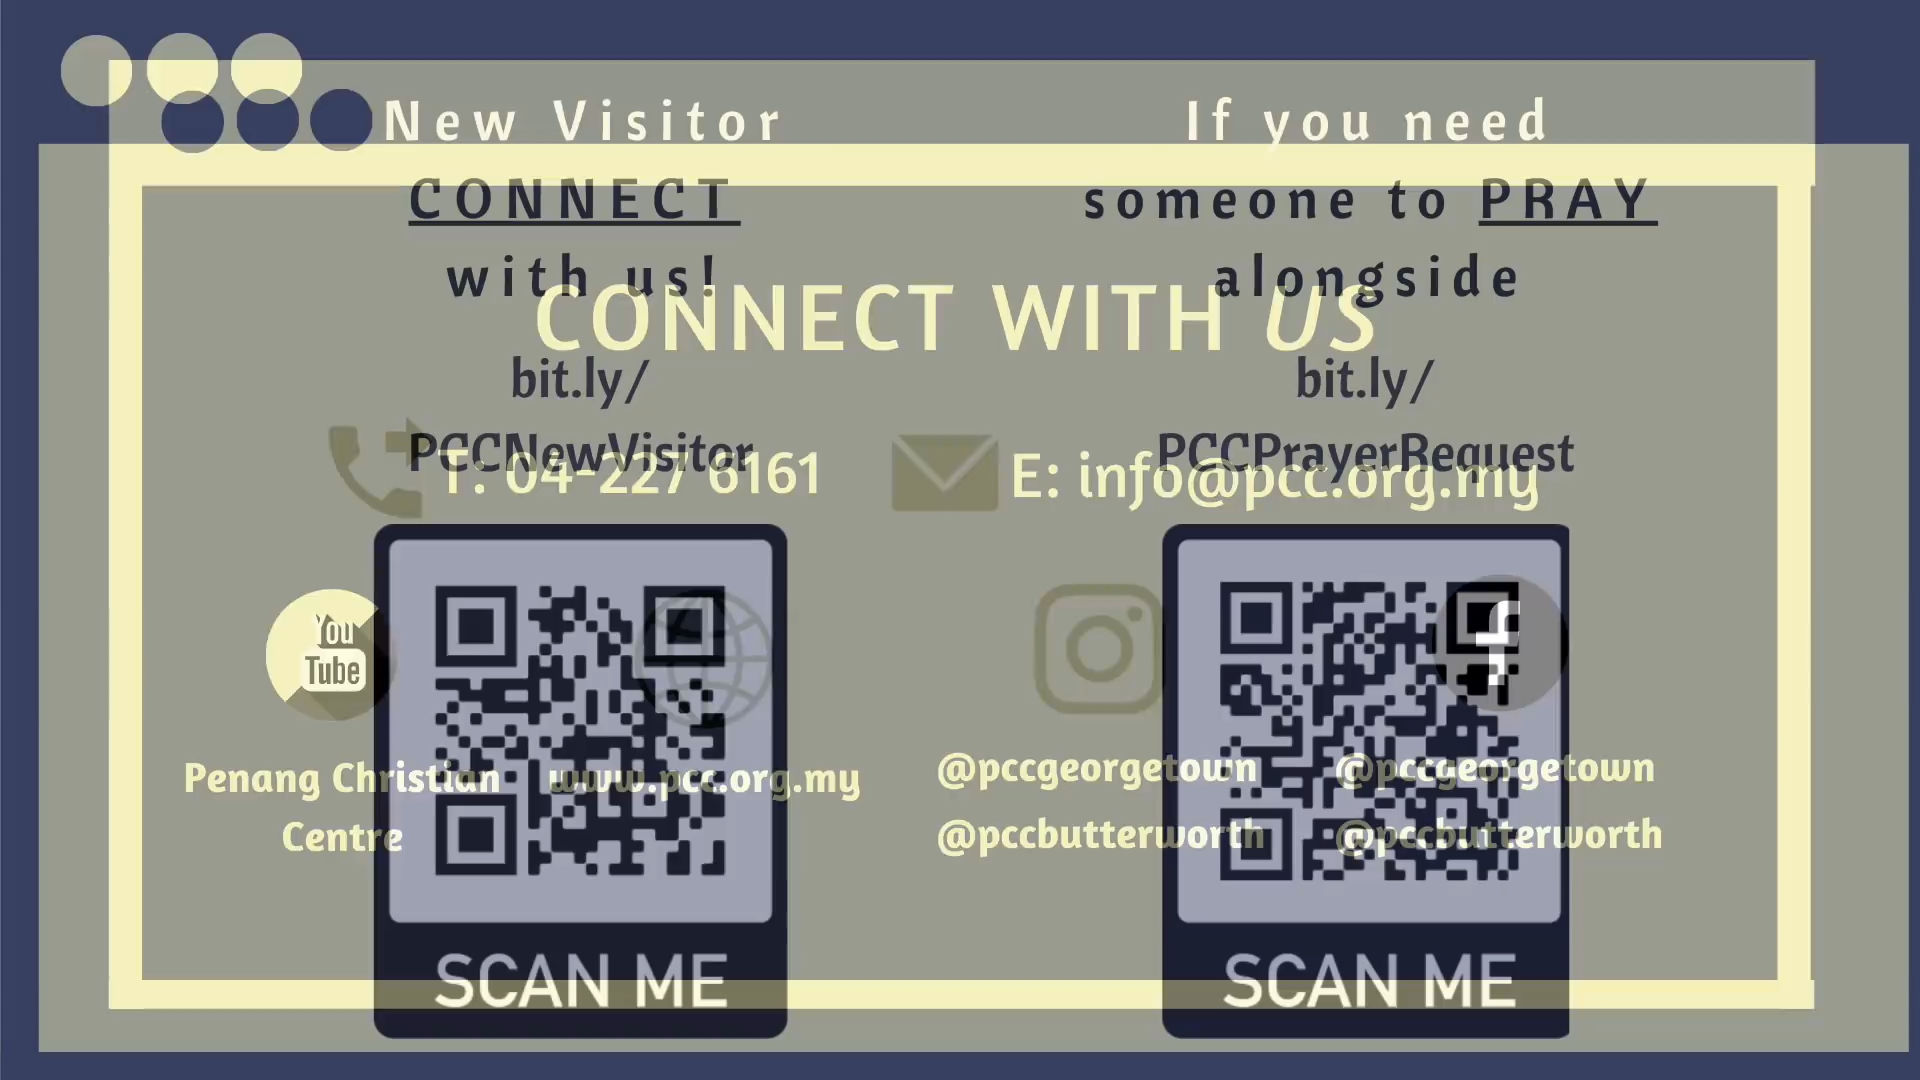 New Visitor
CONNECT
with us!
bit.ly/
PCCNewVisitor
SCAN ME
If you need
someone to PRAY
alongside
bit.ly/
PCCPrayerRequest
SCAN ME
CONNECT WITH US
T: 04-227 6161
E: info@pcc.org.my
You
Tube
Penang Christian
Centre
www.pcc.org.my
@pccgeorgetown
@pccbutterworth
f
@pccgeorgetown
@pccbutterworth